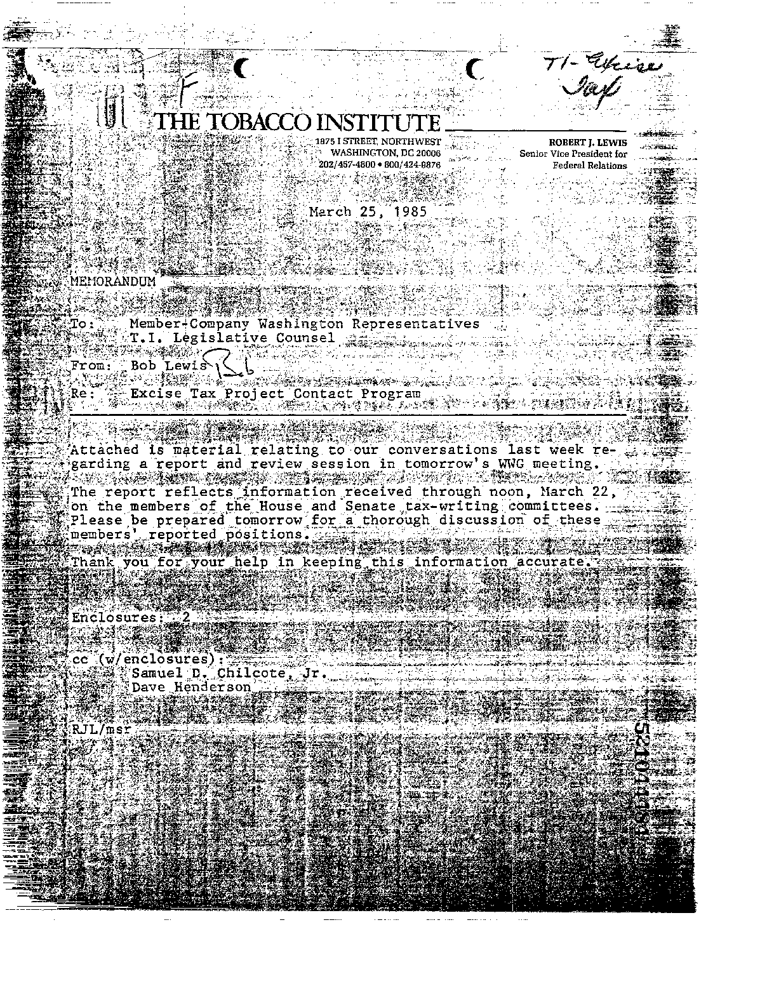 TI- Excise
Tax
F
THE TOBACCO INSTITUTE
1875 I STREET, NORTHWEST
WASHINGTON, DC 20006
202/457-4800 • 800/424-9876
ROBERT J. LEWIS
Senior Vice President for
Federal Relations
March 25, 1985
MEMORANDUM
To: Member-Company Washington Representatives
T.I. Legislative Counsel
From: Bob Lewis Bob
Re: Excise Tax Project Contact Program
Attached is material relating to our conversations last week re-
garding a report and review session in tomorrow's WWG meeting.
The report reflects information received through noon, March 22,
on the members of the House and Senate tax-writing committees.
Please be prepared tomorrow for a thorough discussion of these
members' reported positions.
Thank you for your help in keeping this information accurate.
Enclosures: 2
cc (w/enclosures):
Samuel D. Chilcote, Jr.
Dave Henderson
RJL/msr